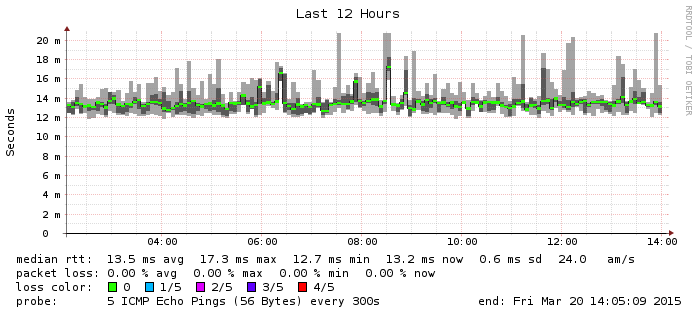 Last 12 Hours
RRDTOOL / TOBI OETIKER
Seconds
20 m
18 m
16 m
14 m
12 m
10 m
8 m
6 m
4 m
2 m
0
04:00 06:00 08:00 10:00 12:00 14:00
median rtt: 13.5 ms avg 17.3 ms max 12.7 ms min 13.2 ms now 0.6 ms sd 24.0 am/s
packet loss: 0.00 % avg 0.00 % max 0.00 % min 0.00 % now
loss color: 0 1/5 2/5 3/5 4/5
probe: 5 ICMP Echo Pings (56 Bytes) every 300s end: Fri Mar 20 14:05:09 2015